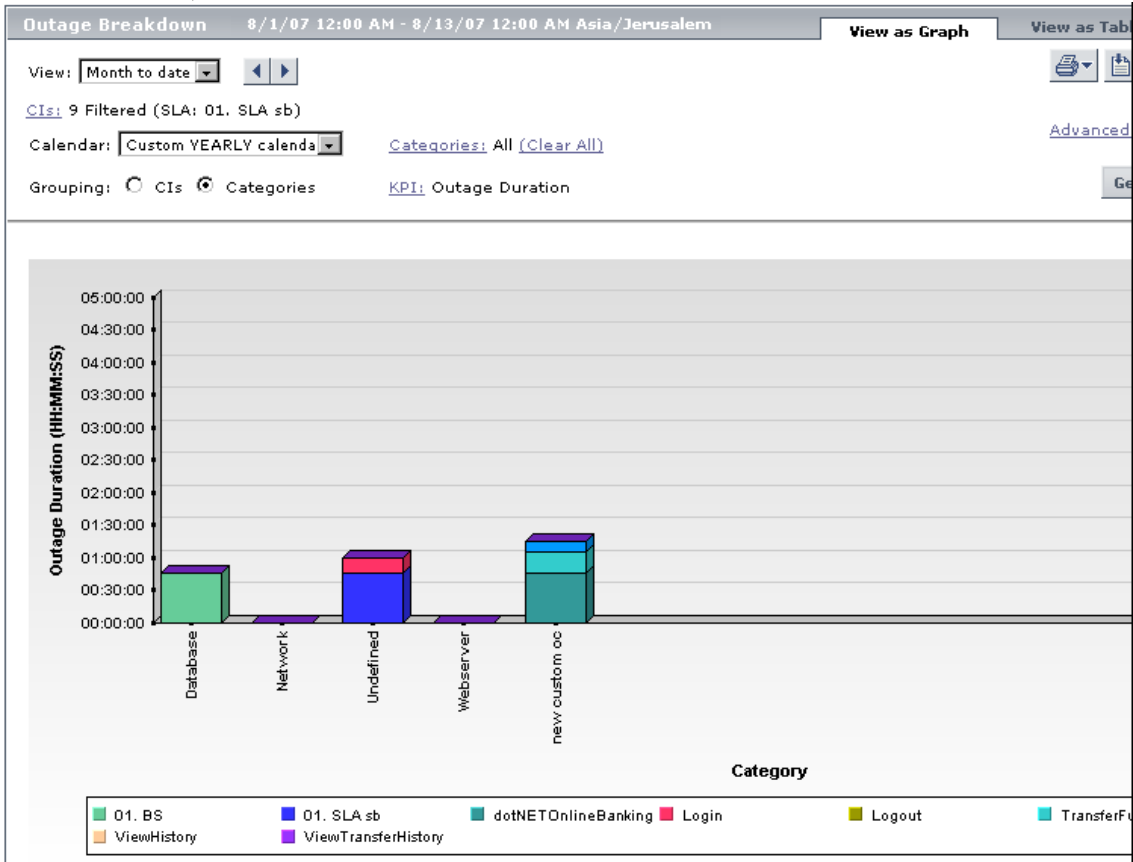 Outage Breakdown 8/1/07 12:00 AM - 8/13/07 12:00 AM Asia/Jerusalem View as Graph View as Tabl
View: Month to date
CIs: 9 Filtered (SLA: 01. SLA sb)
Advanced
Calendar: Custom YEARLY calenda Categories: All (Clear All)
Grouping: CIs Categories KPI: Outage Duration Ge
Outage Duration (HH:MM:SS)
05:00:00
04:30:00
04:00:00
03:30:00
03:00:00
02:30:00
02:00:00
01:30:00
01:00:00
00:30:00
00:00:00
Database
Network
Undefined
Webserver
new custom oc
Category
01. BS 01. SLA sb dotNETOnlineBanking Login Logout TransferFu
ViewHistory ViewTransferHistory